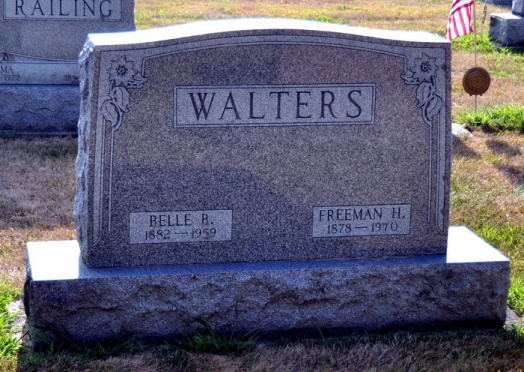 RAILING
WALTERS
BELLE B.
1882 — 1959
FREEMAN H.
1878 — 1970